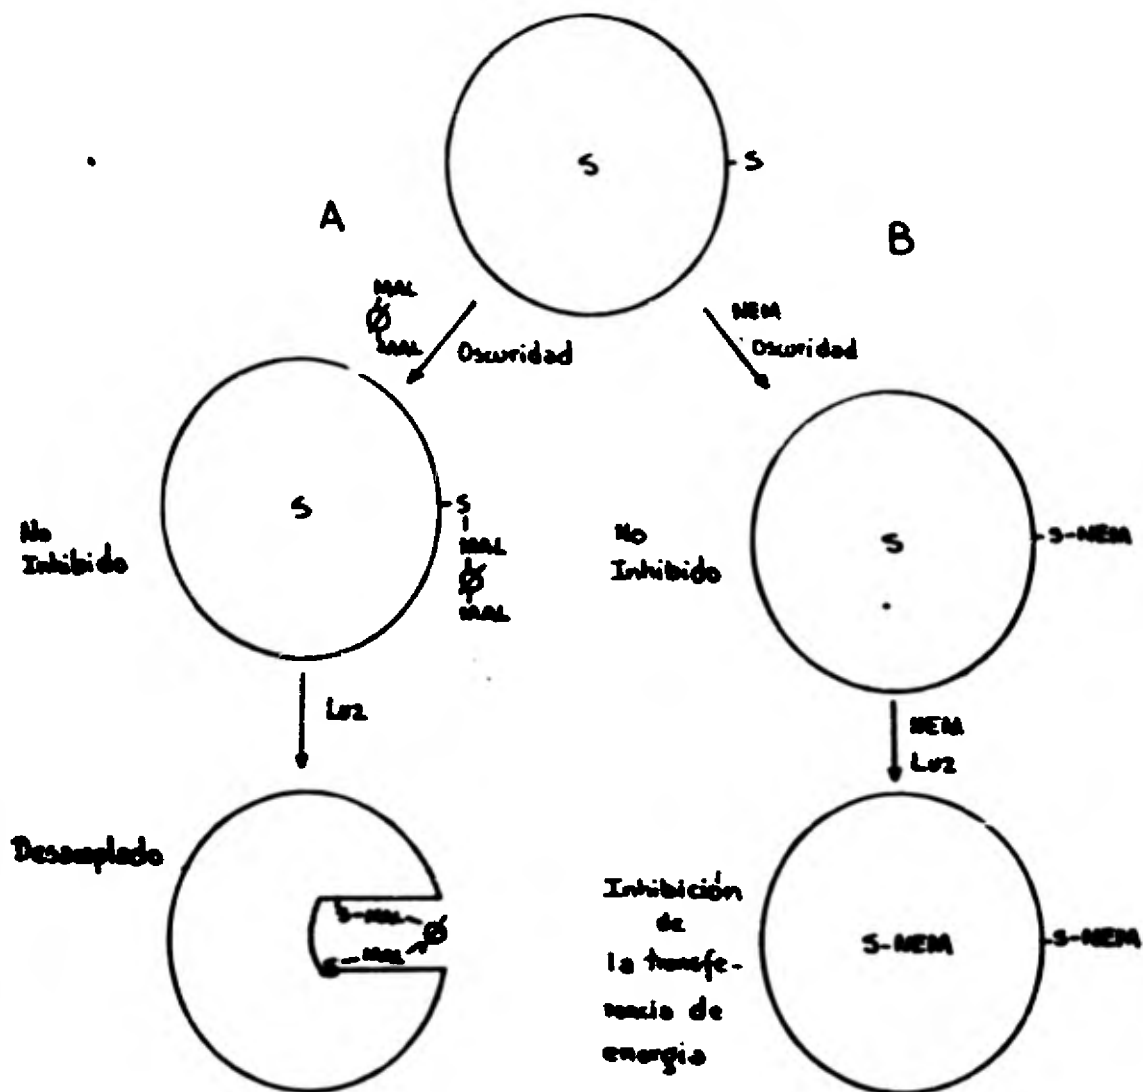 S
S
A
B
MAL
Ø
MAL
Oscuridad
NEM
Oscuridad
No
Inhibido
S
S
MAL
Ø
MAL
No
Inhibido
S
S-NEM
Luz
NEM
Luz
Desacoplado
S-MAL
Ø
S-MAL
Inhibición
de
la transfe-
rencia de
energia
S-NEM
S-NEM